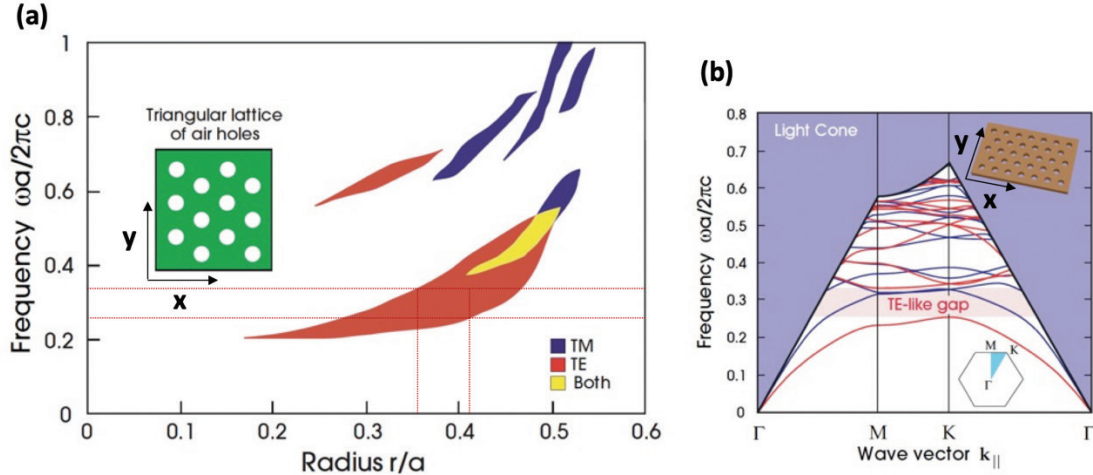 (a)
1
0.8
0.6
0.4
0.2
0
Frequency ωa/2πc
Triangular lattice
of air holes
y
x
TM
TE
Both
0
0.1
0.2
0.3
0.4
0.5
0.6
Radius r/a
(b)
0.8
0.7
0.6
0.5
0.4
0.3
0.2
0.1
0
Frequency ωa/2πc
Light Cone
y
x
TE-like gap
M
K
Γ
Γ
M
K
Γ
Wave vector k||